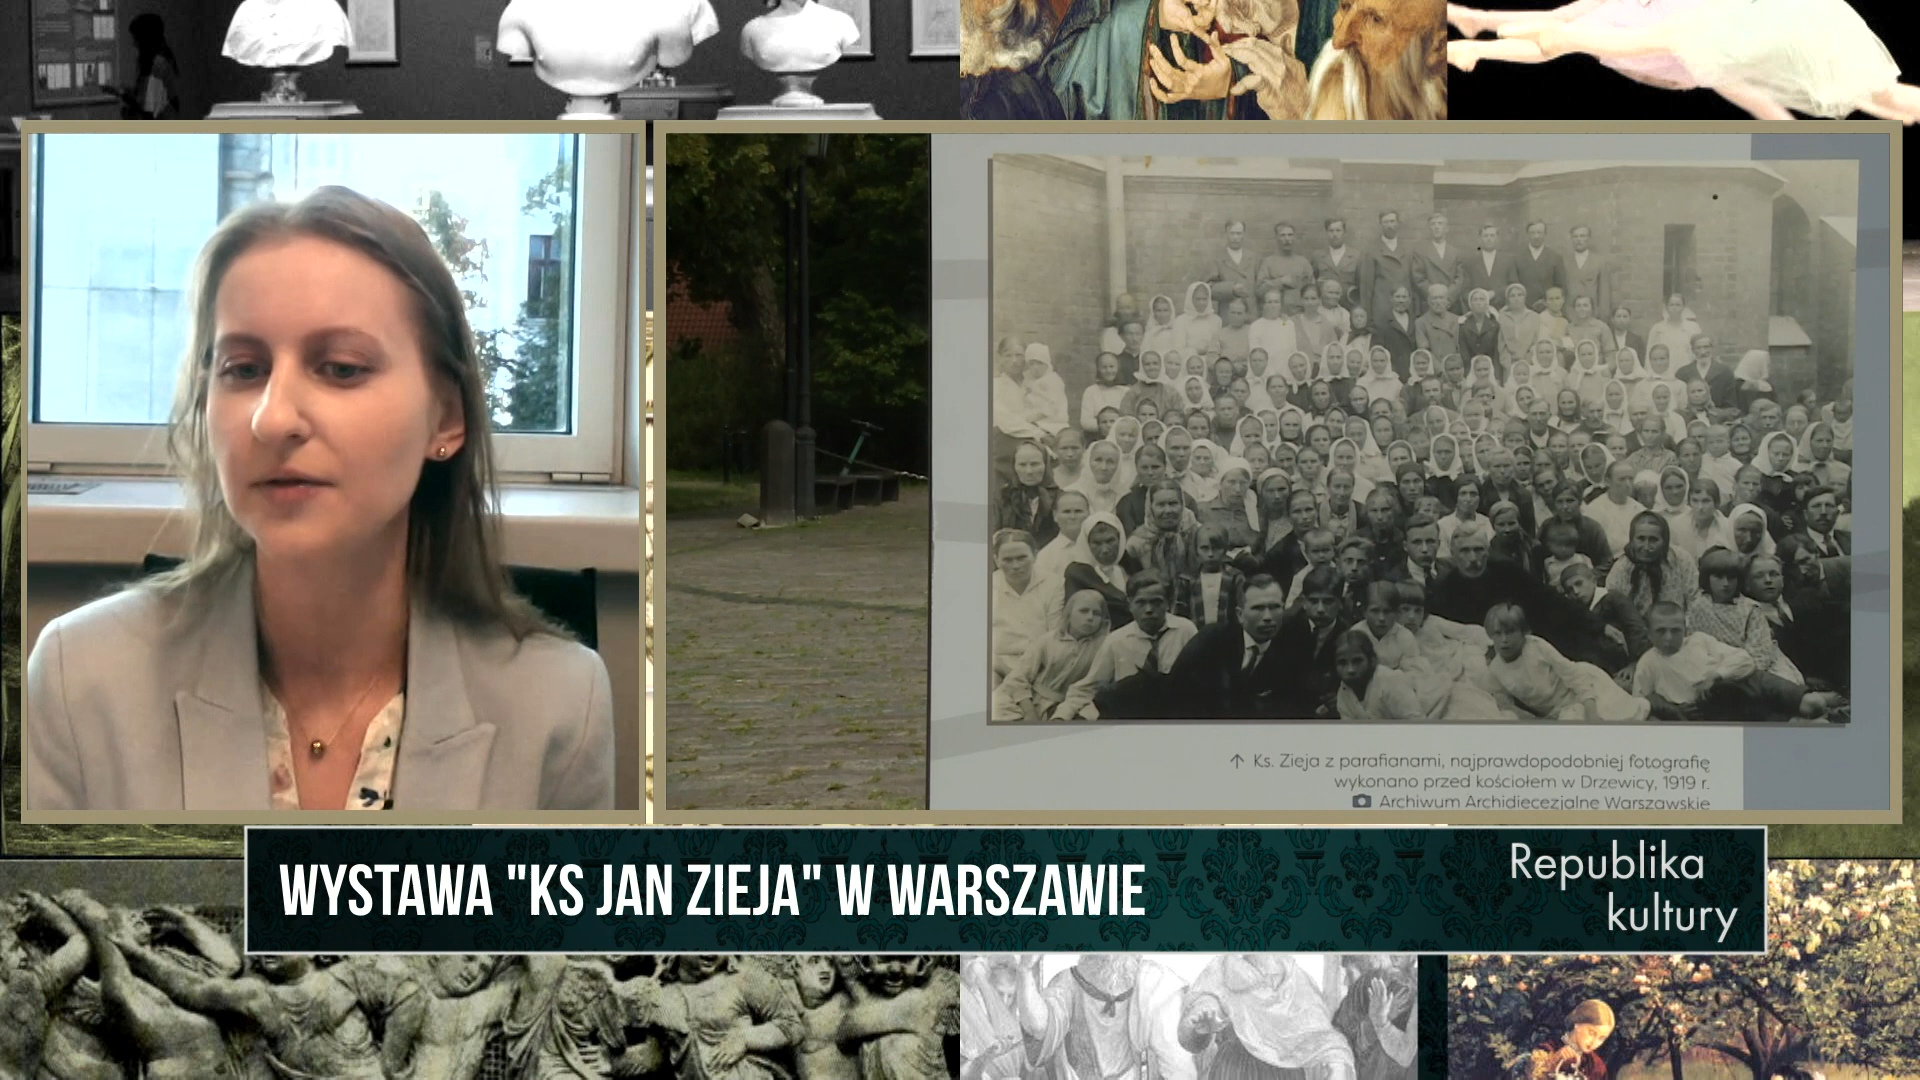 ↑ Ks. Zieja z parafianami, najprawdopodobniej fotografię
wykonano przed kościołem w Drzewicy, 1919 r.
Archiwum Archidiecezjalne Warszawskie
WYSTAWA "KS JAN ZIEJA" W WARSZAWIE
Republika
kultury